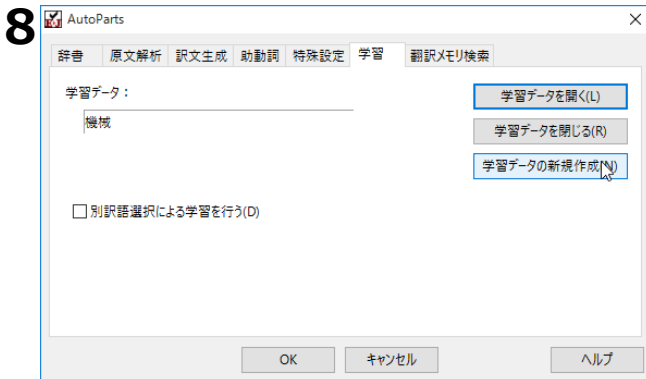 8
AutoParts
辞書 原文解析 訳文生成 助動詞 特殊設定 学習 翻訳メモリ検索
学習データ：
機械
学習データを開く(L)
学習データを閉じる(R)
学習データの新規作成(N)
別訳語選択による学習を行う(D)
OK キャンセル ヘルプ